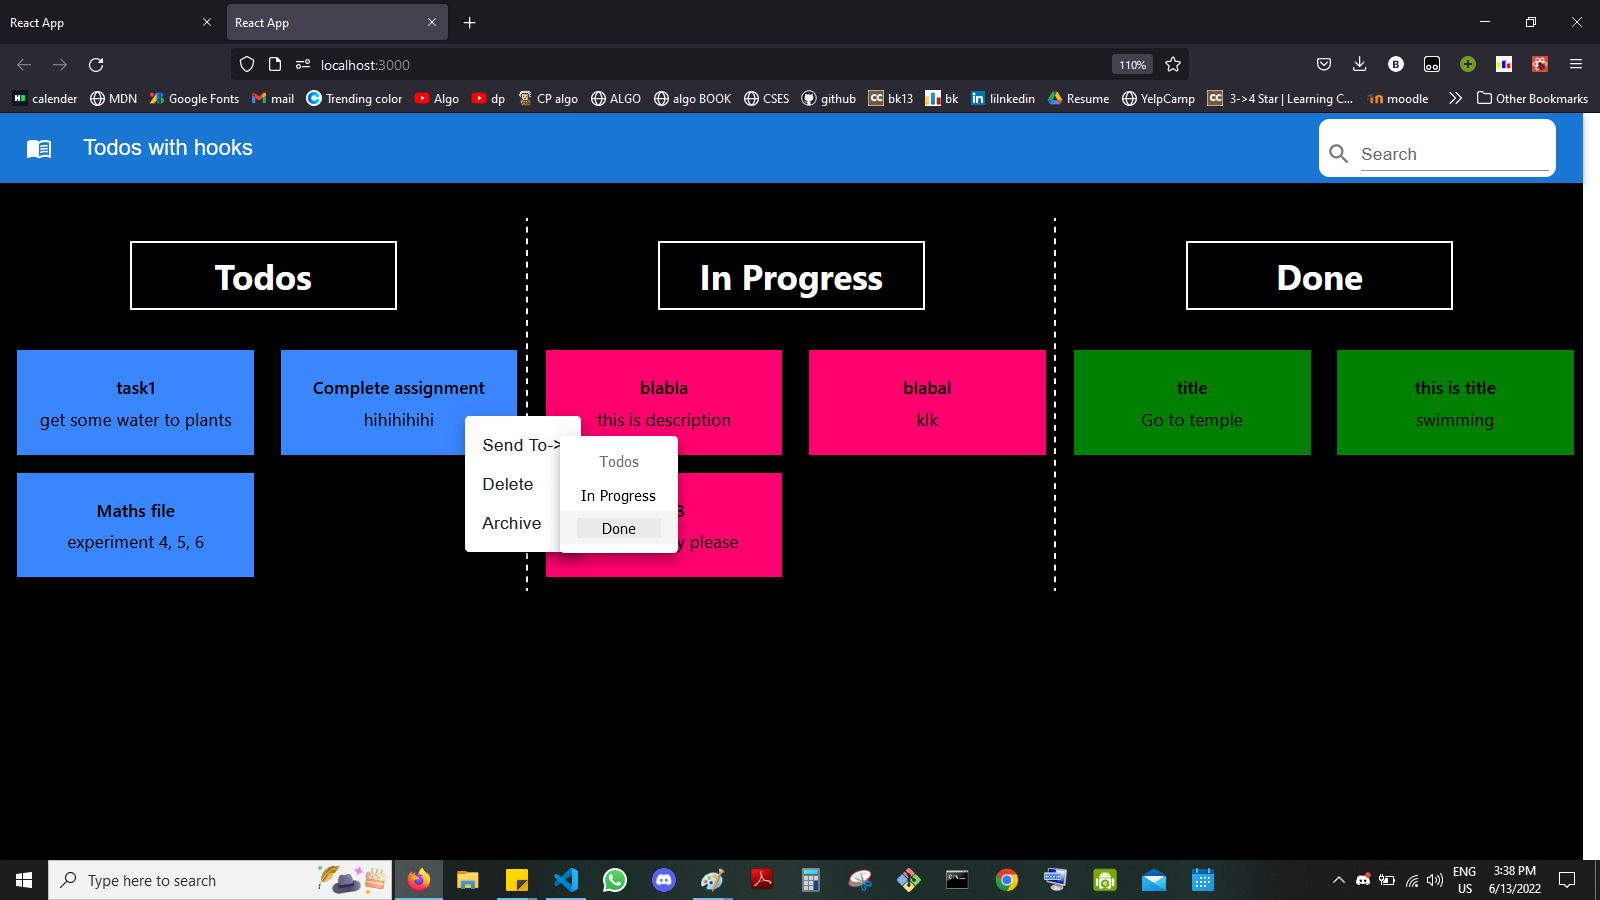 React App
React App
localhost:3000
110%
calender
MDN
Google Fonts
mail
Trending color
Algo
dp
CP algo
ALGO
algo BOOK
CSES
github
CC
bk13
bk
lilnkedin
Resume
YelpCamp
CC
3->4 Star | Learning C...
moodle
Other Bookmarks
Todos with hooks
Search
Todos
In Progress
Done
task1
get some water to plants
Complete assignment
hihihihihi
blabla
this is description
blabal
klk
title
Go to temple
this is title
swimming
Send To->
Delete
Archive
Todos
In Progress
Done
Maths file
experiment 4, 5, 6
3
y please
Type here to search
ENG
US
3:38 PM
6/13/2022